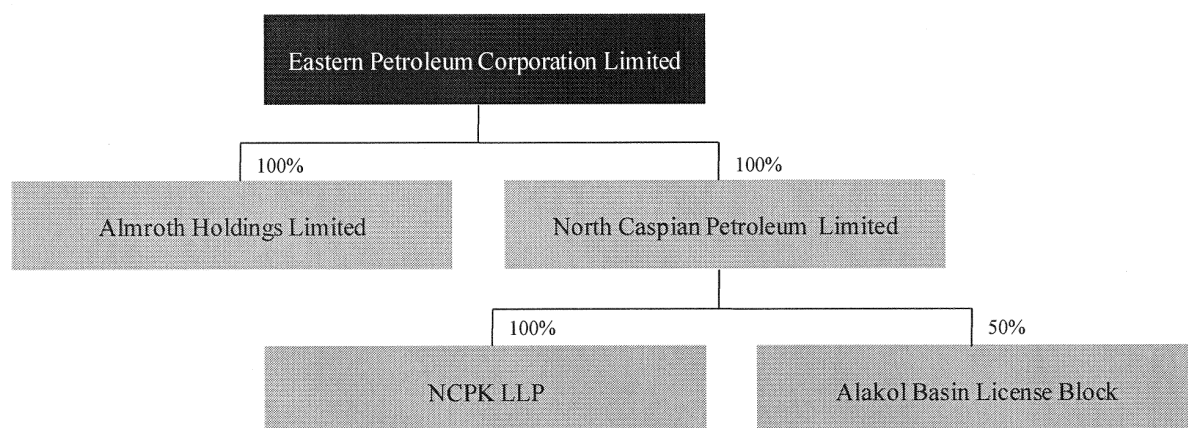 Eastern Petroleum Corporation Limited
100%
100%
Almroth Holdings Limited
North Caspian Petroleum Limited
100%
50%
NCPK LLP
Alakol Basin License Block